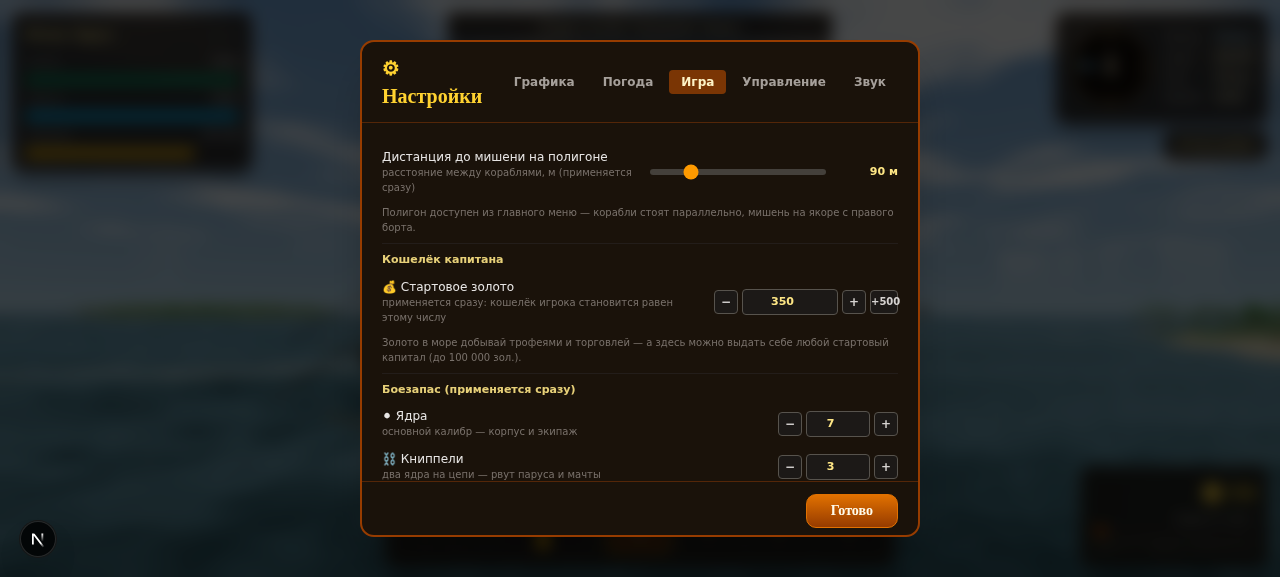 ⚙
Настройки
Графика Погода Игра Управление Звук
Дистанция до мишени на полигоне
расстояние между кораблями, м (применяется
сразу)
90 м
Полигон доступен из главного меню — корабли стоят параллельно, мишень на якоре с правого
борта.
Кошелёк капитана
💰 Стартовое золото
применяется сразу: кошелёк игрока становится равен
этому числу
− 350 + +500
Золото в море добывай трофеями и торговлей — а здесь можно выдать себе любой стартовый
капитал (до 100 000 зол.).
Боезапас (применяется сразу)
Ядра
основной калибр — корпус и экипаж
− 7 +
⛓️ Книппели
два ядра на цепи — рвут паруса и мачты
− 3 +
Готово
N